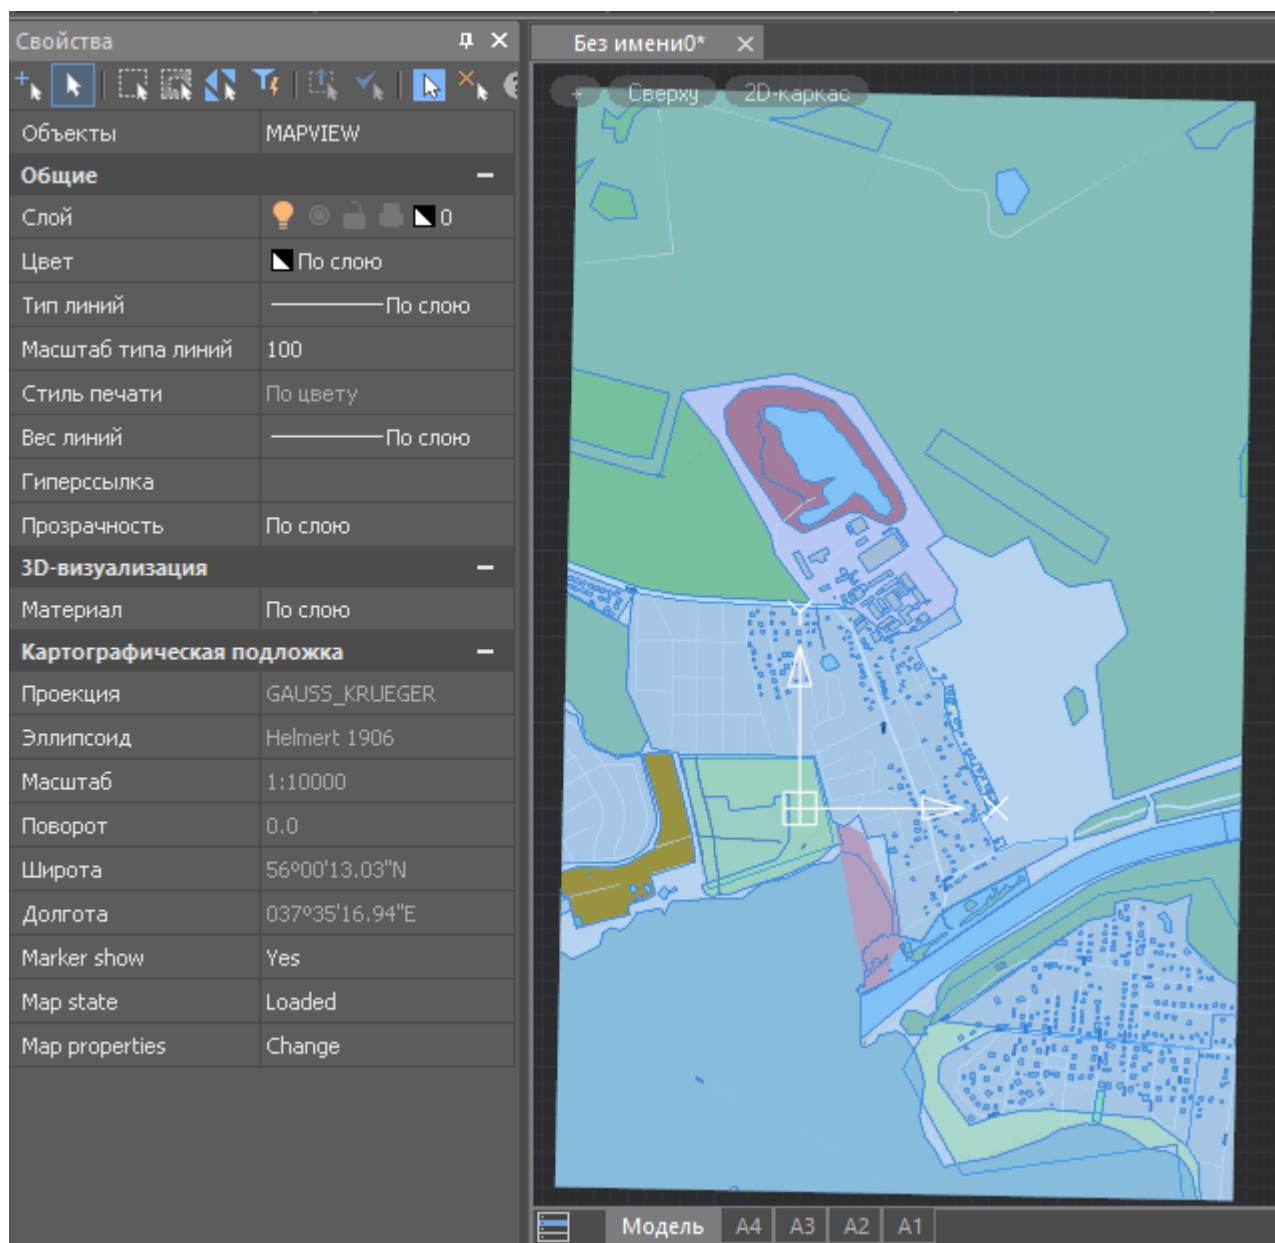 Свойства
Объекты MAPVIEW
Общие
Слой 0
Цвет По слою
Тип линий По слою
Масштаб типа линий 100
Стиль печати По цвету
Вес линий По слою
Гиперссылка
Прозрачность По слою
3D-визуализация
Материал По слою
Картографическая подложка
Проекция GAUSS_KRUEGER
Эллипсоид Helmert 1906
Масштаб 1:10000
Поворот 0.0
Широта 56º00'13.03"N
Долгота 037º35'16.94"E
Marker show Yes
Map state Loaded
Map properties Change
Без имени0*
Сверху 2D-каркас
Y
X
Модель A4 A3 A2 A1